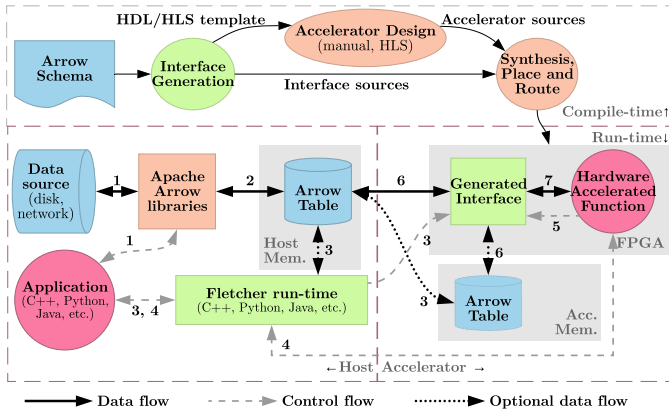 HDL/HLS template
Accelerator Design
(manual, HLS)
Accelerator sources
Arrow
Schema
Interface
Generation
Interface sources
Synthesis,
Place and
Route
Compile-time↑
Run-time↓
Data
source
(disk,
network)
1
Apache
Arrow
libraries
2
Arrow
Table
6
Generated
Interface
7
Hardware
Accelerated
Function
5
FPGA
Host
Mem.
3
3
6
1
Application
(C++, Python,
Java, etc.)
3, 4
Fletcher run-time
(C++, Python, Java, etc.)
3
Arrow
Table
Acc.
Mem.
4
←Host
Accelerator →
Data flow
Control flow
Optional data flow